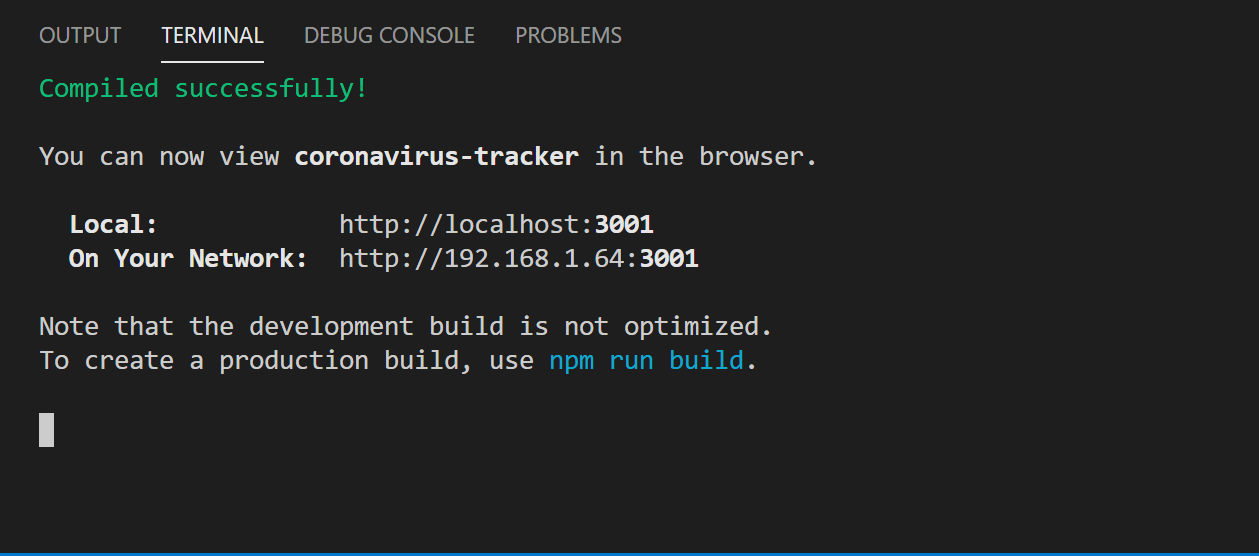 OUTPUT TERMINAL DEBUG CONSOLE PROBLEMS
Compiled successfully!
You can now view coronavirus-tracker in the browser.
Local: http://localhost:3001
On Your Network: http://192.168.1.64:3001
Note that the development build is not optimized.
To create a production build, use npm run build.